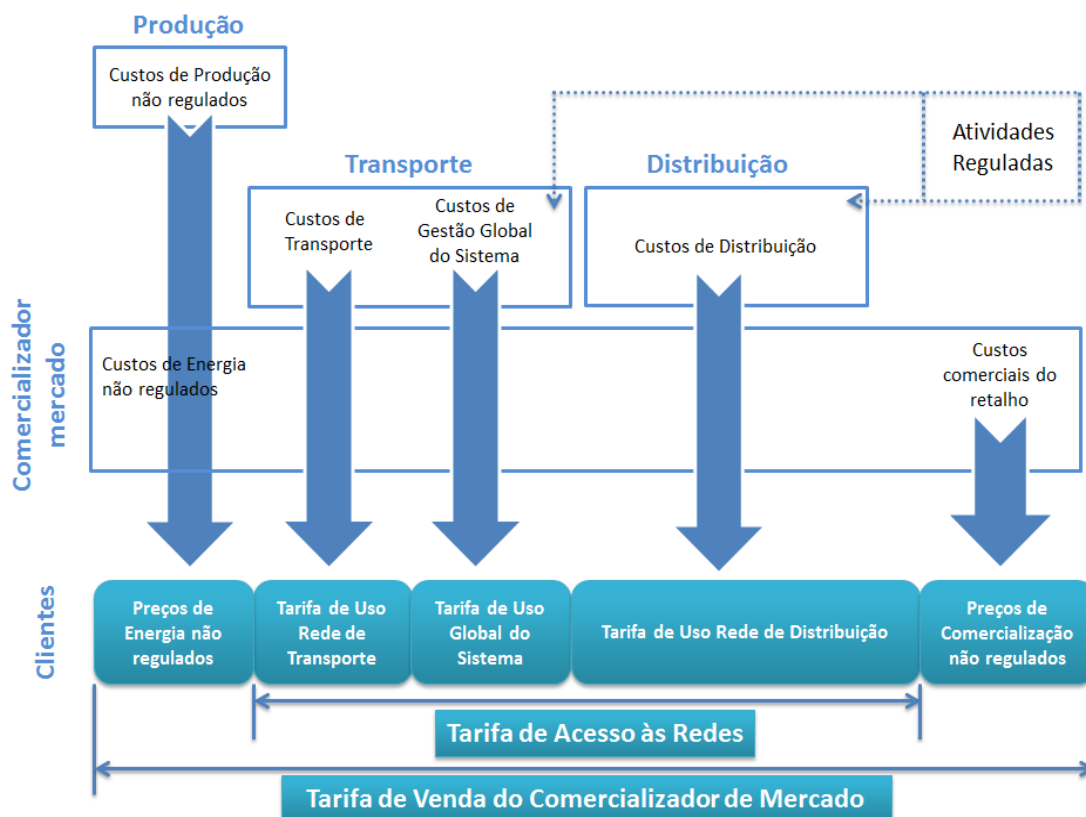 Produção
Custos de Produção
não regulados
Transporte
Custos de
Transporte
Custos de
Gestão Global
do Sistema
Distribuição
Custos de Distribuição
Atividades
Reguladas
Comercializador
mercado
Custos de Energia
não regulados
Custos
comerciais do
retalho
Clientes
Preços de
Energia não
regulados
Tarifa de Uso
Rede de
Transporte
Tarifa de Uso
Global do
Sistema
Tarifa de Uso Rede de Distribuição
Preços de
Comercialização
não regulados
Tarifa de Acesso às Redes
Tarifa de Venda do Comercializador de Mercado